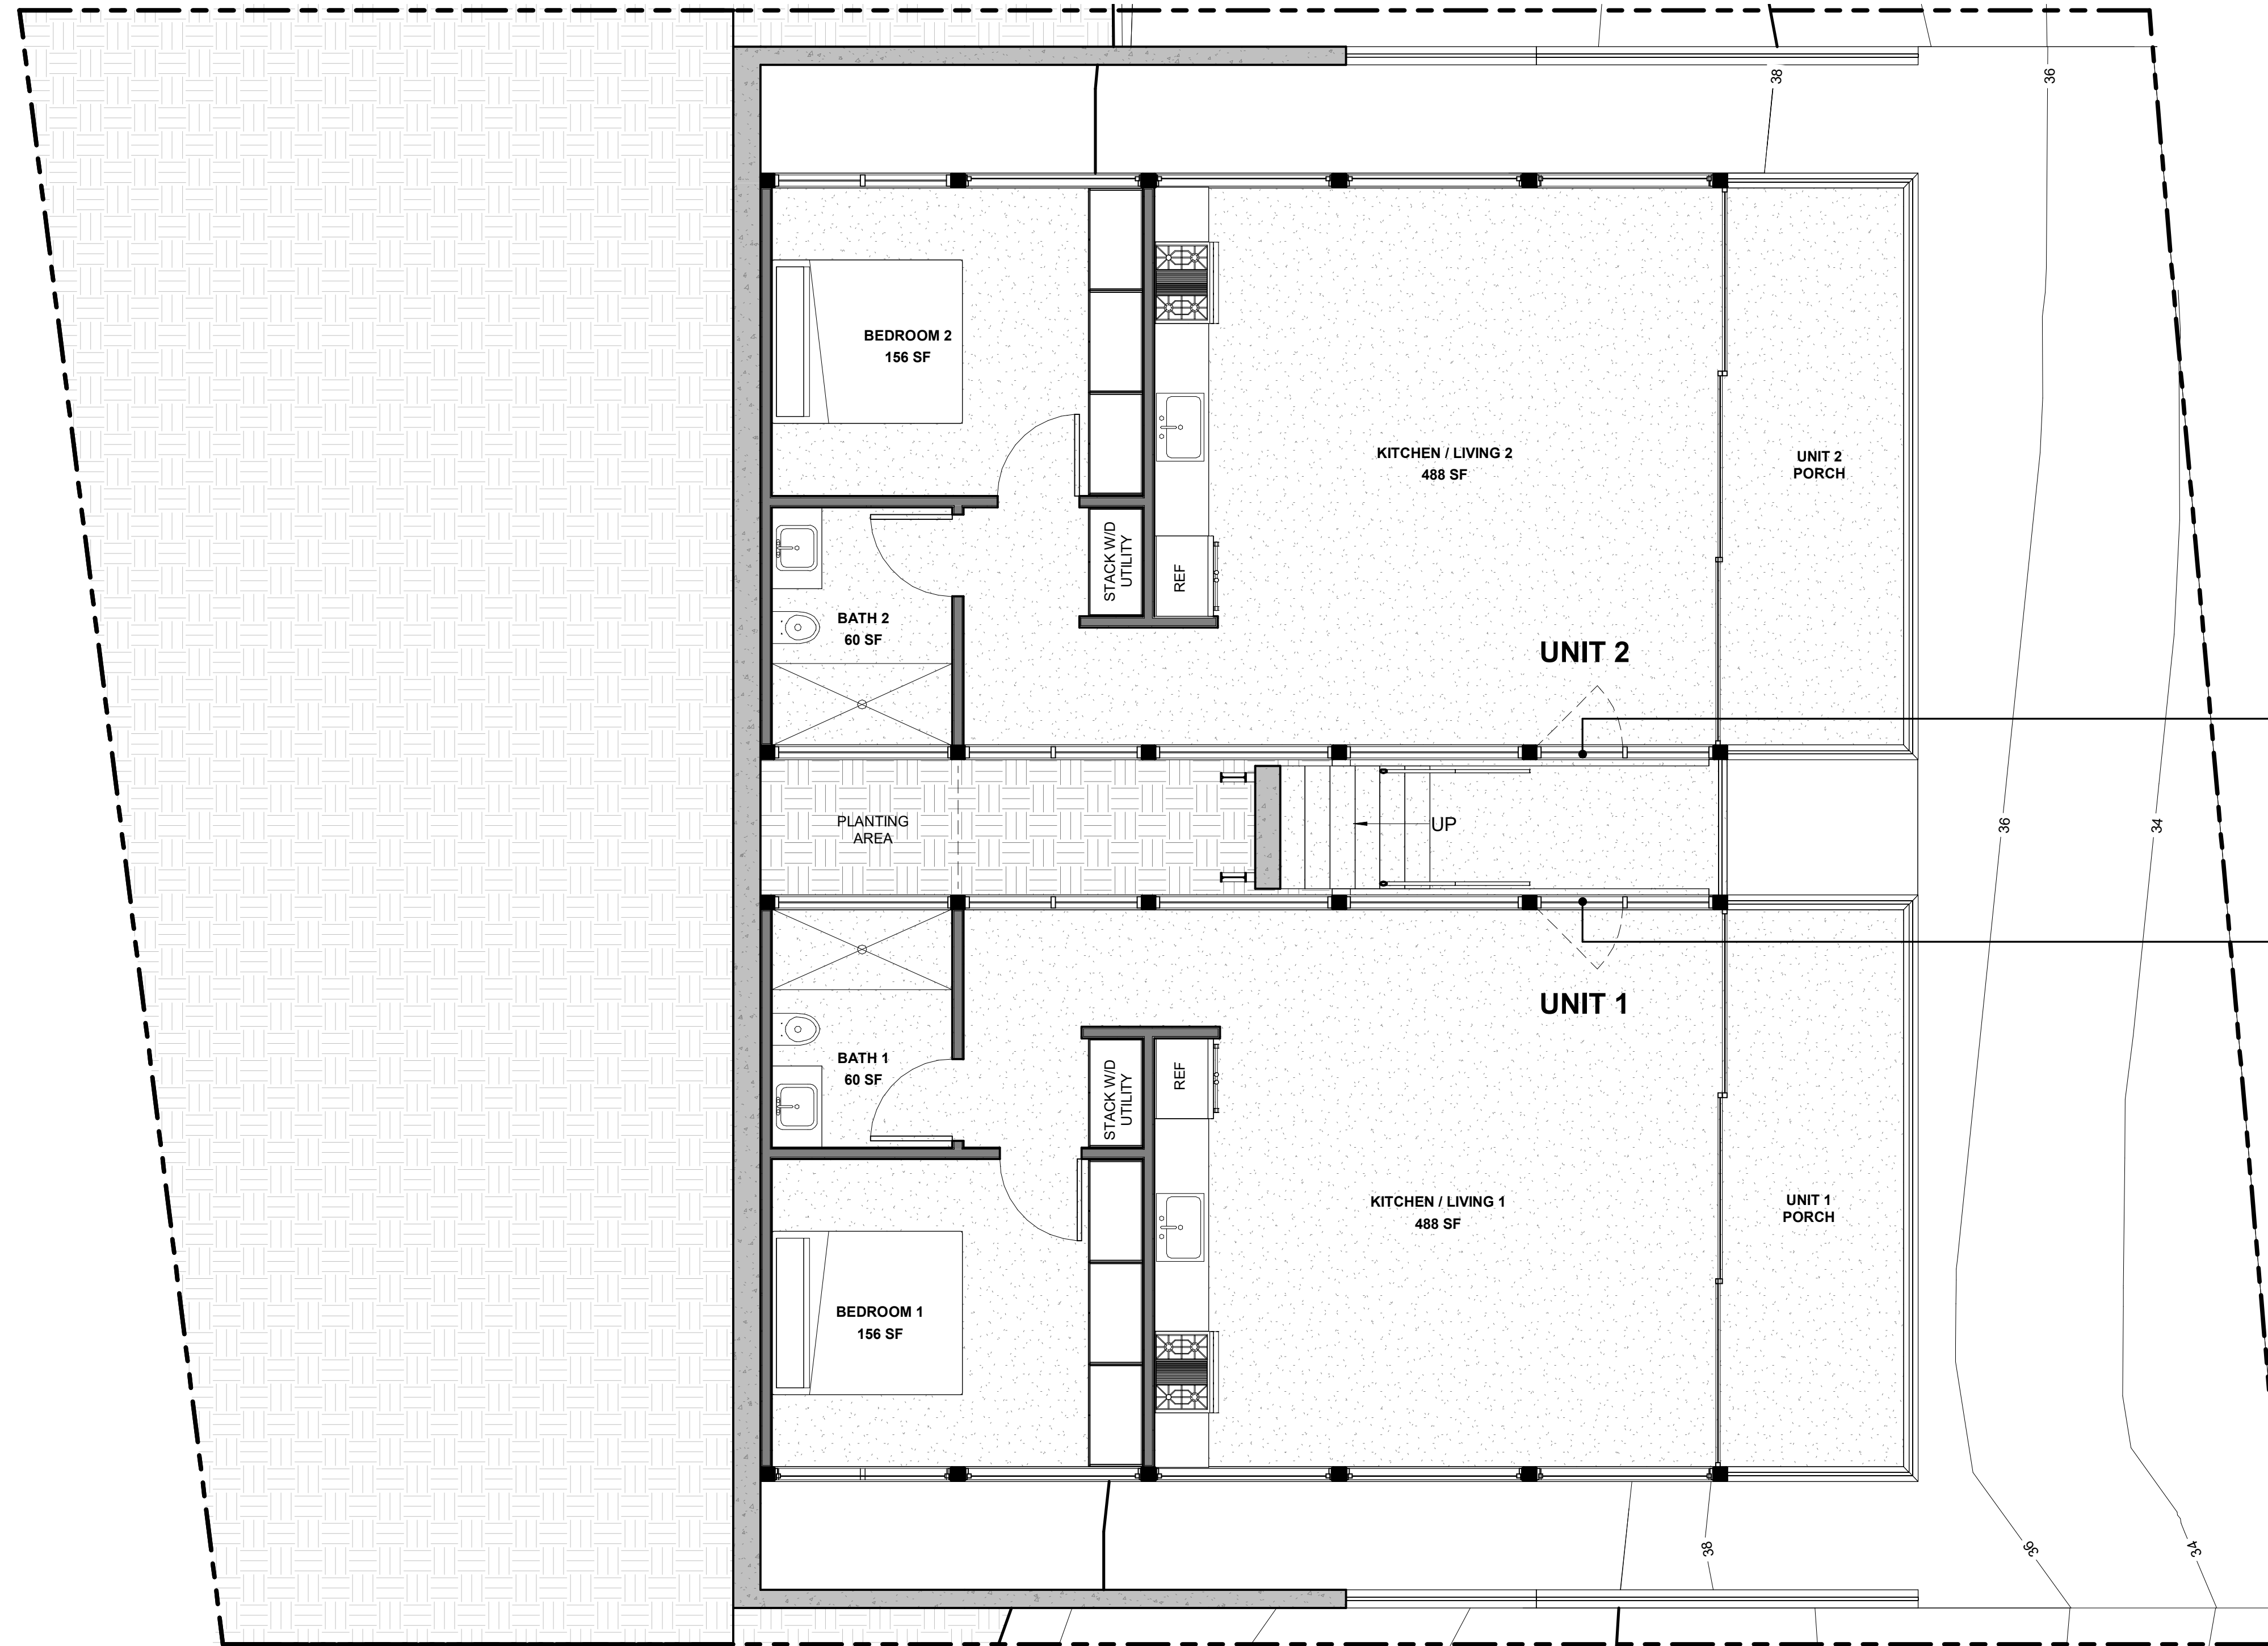 38
36
BEDROOM 2
156 SF
KITCHEN / LIVING 2
488 SF
UNIT 2
PORCH
STACK W/D
UTILITY
REF
BATH 2
60 SF
UNIT 2
PLANTING
AREA
UP
36
34
UNIT 1
BATH 1
60 SF
STACK W/D
UTILITY
REF
KITCHEN / LIVING 1
488 SF
UNIT 1
PORCH
BEDROOM 1
156 SF
38
36
34